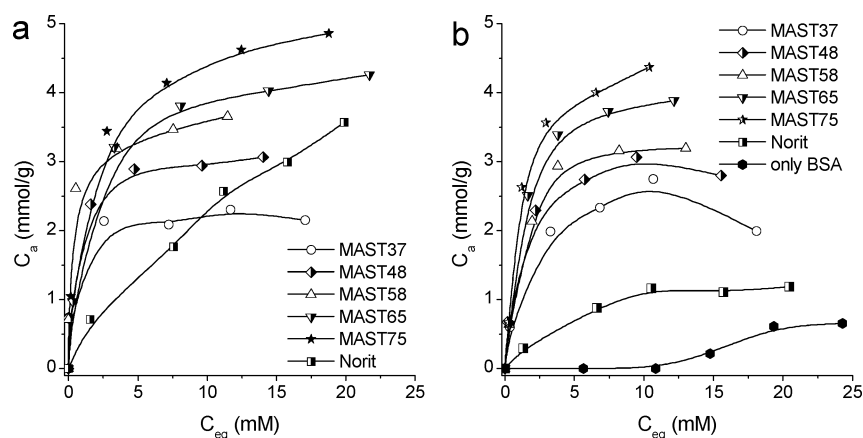 a
5
4
3
2
1
0
C_a (mmol/g)
MAST37
MAST48
MAST58
MAST65
MAST75
Norit
0 5 10 15 20 25
C_eq (mM)
b
5
4
3
2
1
0
C_a (mmol/g)
MAST37
MAST48
MAST58
MAST65
MAST75
Norit
only BSA
0 5 10 15 20 25
C_eq (mM)